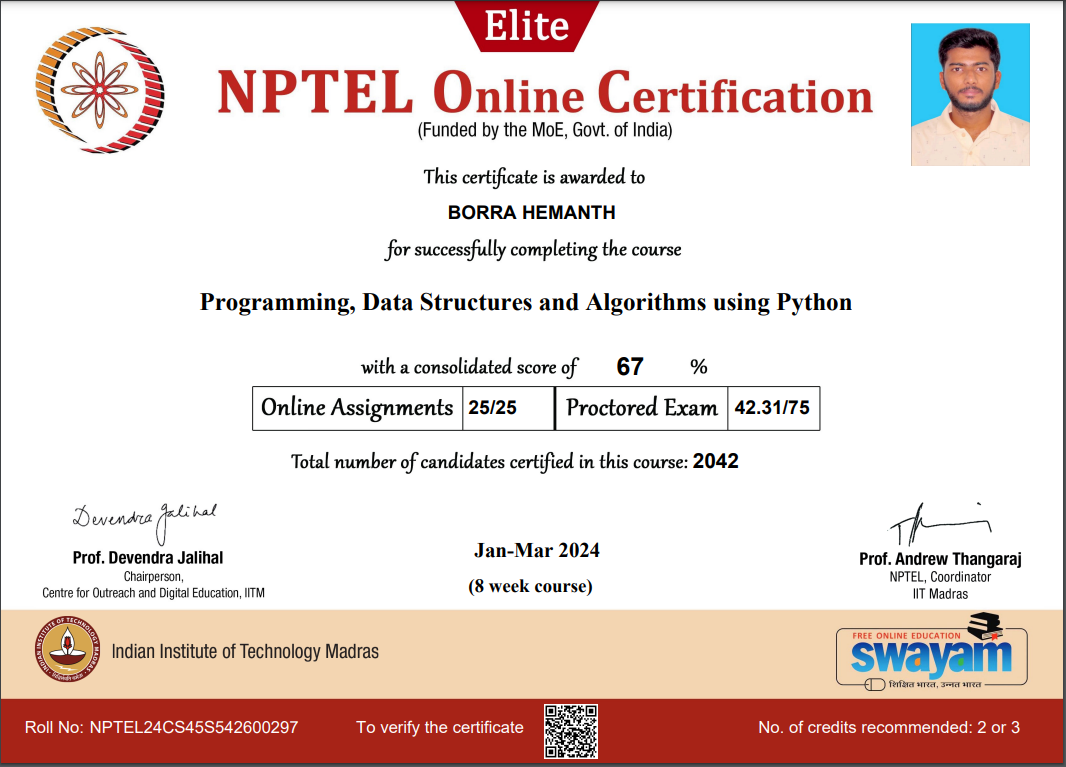 Elite
NPTEL Online Certification
(Funded by the MoE, Govt. of India)
This certificate is awarded to
BORRA HEMANTH
for successfully completing the course
Programming, Data Structures and Algorithms using Python
with a consolidated score of 67 %
Online Assignments 25/25 Proctored Exam 42.31/75
Total number of candidates certified in this course: 2042
Devendra Jalihal
Prof. Devendra Jalihal
Chairperson,
Centre for Outreach and Digital Education, IITM
Jan-Mar 2024
(8 week course)
Prof. Andrew Thangaraj
NPTEL, Coordinator
IIT Madras
INDIAN INSTITUTE OF TECHNOLOGY MADRAS
Indian Institute of Technology Madras
FREE ONLINE EDUCATION
swayam
शिक्षित भारत, उन्नत भारत
Roll No: NPTEL24CS45S542600297
To verify the certificate
No. of credits recommended: 2 or 3